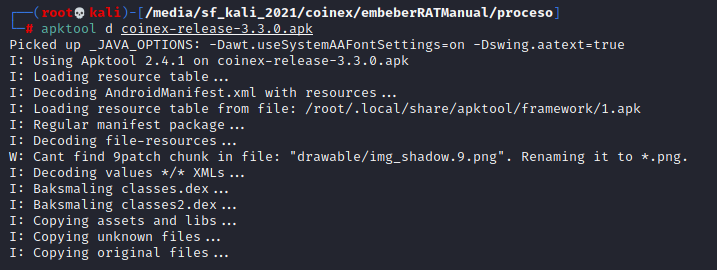 (root💀kali)-[/media/sf_kali_2021/coinex/embeberRATManual/proceso]
# apktool d coinex-release-3.3.0.apk
Picked up _JAVA_OPTIONS: -Dawt.useSystemAAFontSettings=on -Dswing.aatext=true
I: Using Apktool 2.4.1 on coinex-release-3.3.0.apk
I: Loading resource table...
I: Decoding AndroidManifest.xml with resources...
I: Loading resource table from file: /root/.local/share/apktool/framework/1.apk
I: Regular manifest package...
I: Decoding file-resources...
W: Cant find 9patch chunk in file: "drawable/img_shadow.9.png". Renaming it to *.png.
I: Decoding values */* XMLs...
I: Baksmaling classes.dex...
I: Baksmaling classes2.dex...
I: Copying assets and libs...
I: Copying unknown files...
I: Copying original files...